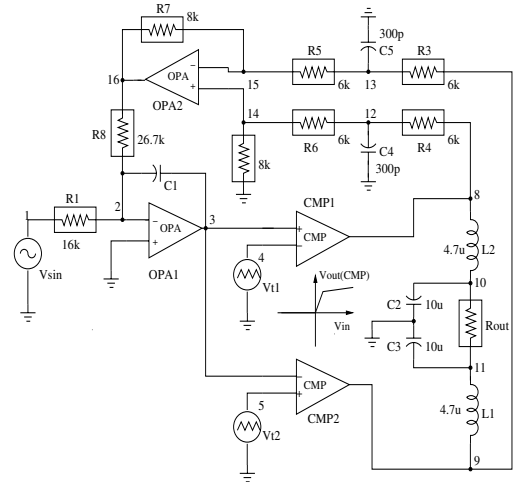 R7
8k
300p
C5
R5
R3
16
OPA
−
+
15
6k
13
6k
OPA2
14
12
R8
26.7k
R6
6k
R4
6k
8k
C4
300p
C1
8
2
3
CMP1
1
R1
16k
−
OPA
+
OPA1
+
CMP
−
4.7u
L2
Vsin
4
Vt1
Vout(CMP)
Vin
10
C2
10u
Rout
C3
10u
11
−
CMP
+
CMP2
5
Vt2
4.7u
L1
9